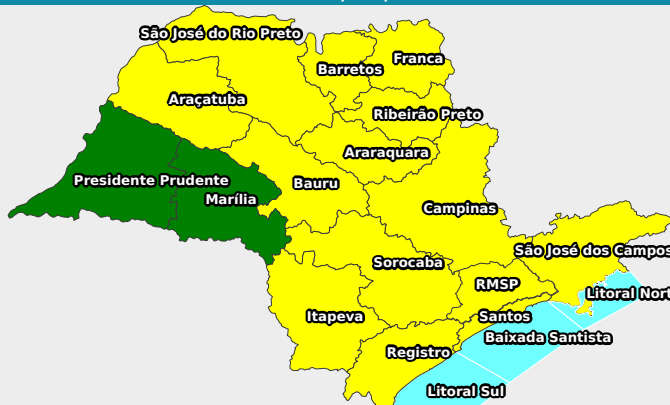 São José do Rio Preto
Franca
Barretos
Araçatuba
Ribeirão Preto
Araraquara
Presidente Prudente
Bauru
Marília
Campinas
São José dos Campos
Sorocaba
RMSP
Litoral Nort
Itapeva
Santos
Baixada Santista
Registro
Litoral Sul